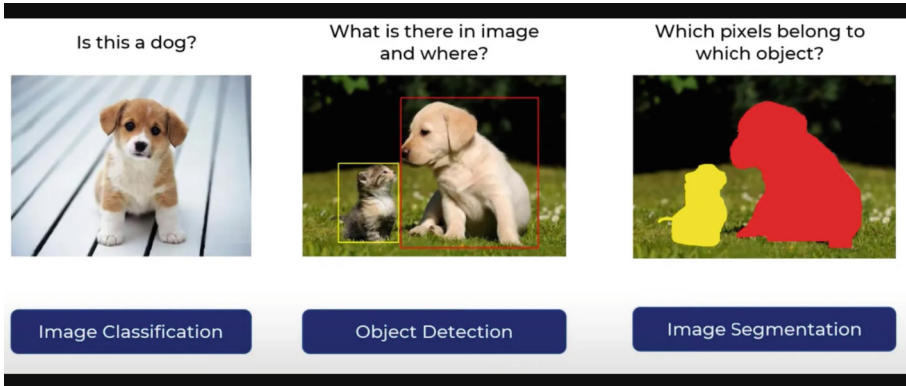 Is this a dog?
What is there in image
and where?
Which pixels belong to
which object?
Image Classification
Object Detection
Image Segmentation